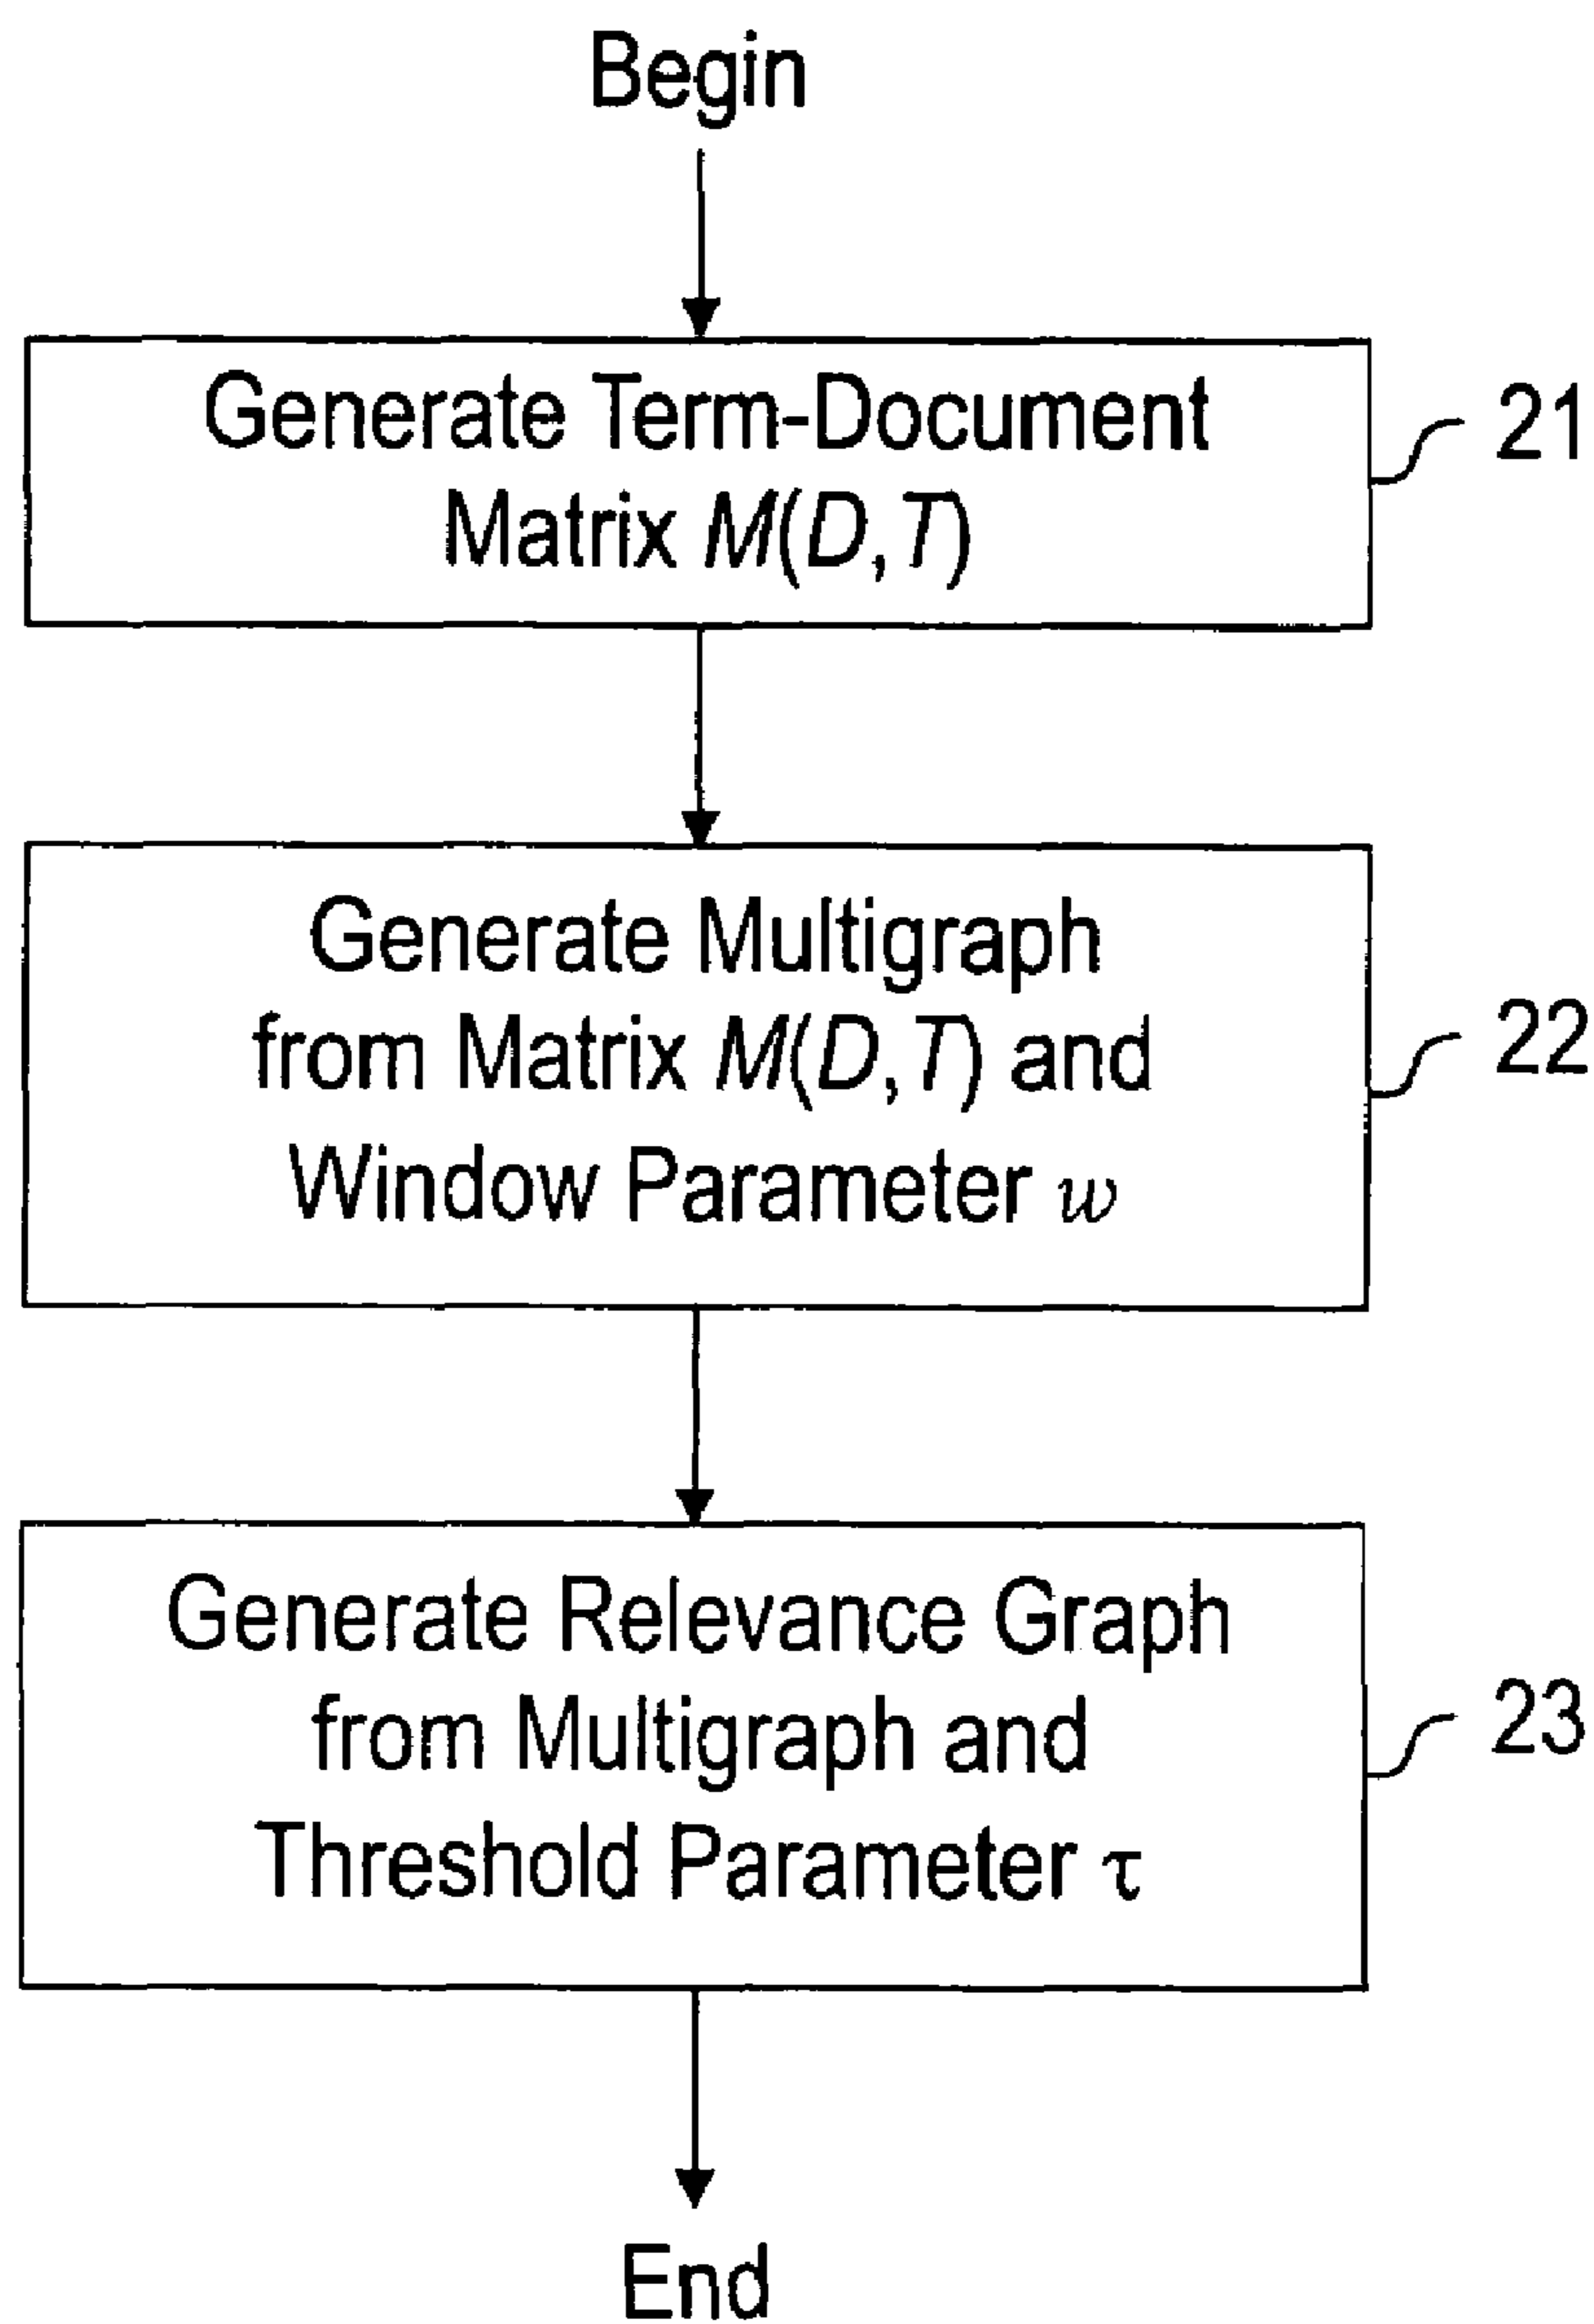 Begin
Generate Term-Document
Matrix M(D,T)
21
Generate Multigraph
from Matrix M(D,T) and
Window Parameter w
22
Generate Relevance Graph
from Multigraph and
Threshold Parameter τ
23
End